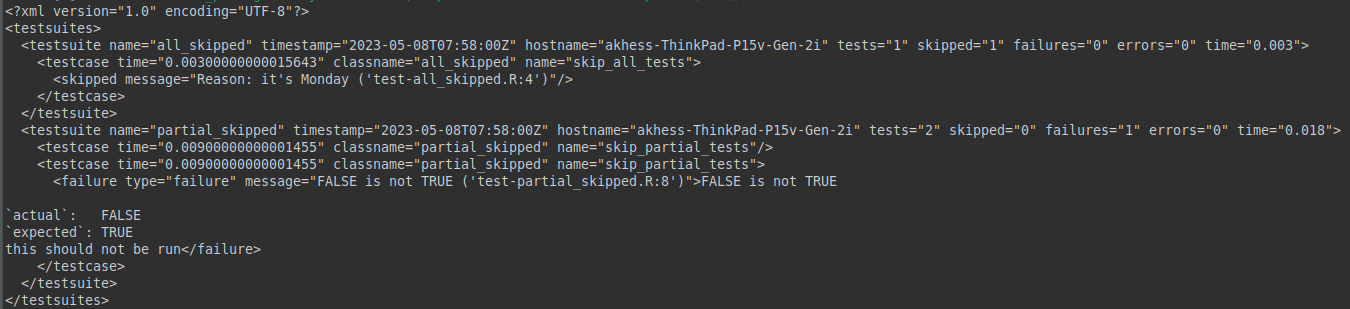 <?xml version="1.0" encoding="UTF-8"?>
<testsuites>
  <testsuite name="all_skipped" timestamp="2023-05-08T07:58:00Z" hostname="akhess-ThinkPad-P15v-Gen-2i" tests="1" skipped="1" failures="0" errors="0" time="0.003">
    <testcase time="0.00300000000015643" classname="all_skipped" name="skip_all_tests">
      <skipped message="Reason: it's Monday ('test-all_skipped.R:4')"/>
    </testcase>
  </testsuite>
  <testsuite name="partial_skipped" timestamp="2023-05-08T07:58:00Z" hostname="akhess-ThinkPad-P15v-Gen-2i" tests="2" skipped="0" failures="1" errors="0" time="0.018">
    <testcase time="0.00900000000001455" classname="partial_skipped" name="skip_partial_tests"/>
    <testcase time="0.00900000000001455" classname="partial_skipped" name="skip_partial_tests">
      <failure type="failure" message="FALSE is not TRUE ('test-partial_skipped.R:8')">FALSE is not TRUE

`actual`:   FALSE
`expected`: TRUE
this should not be run</failure>
    </testcase>
  </testsuite>
</testsuites>